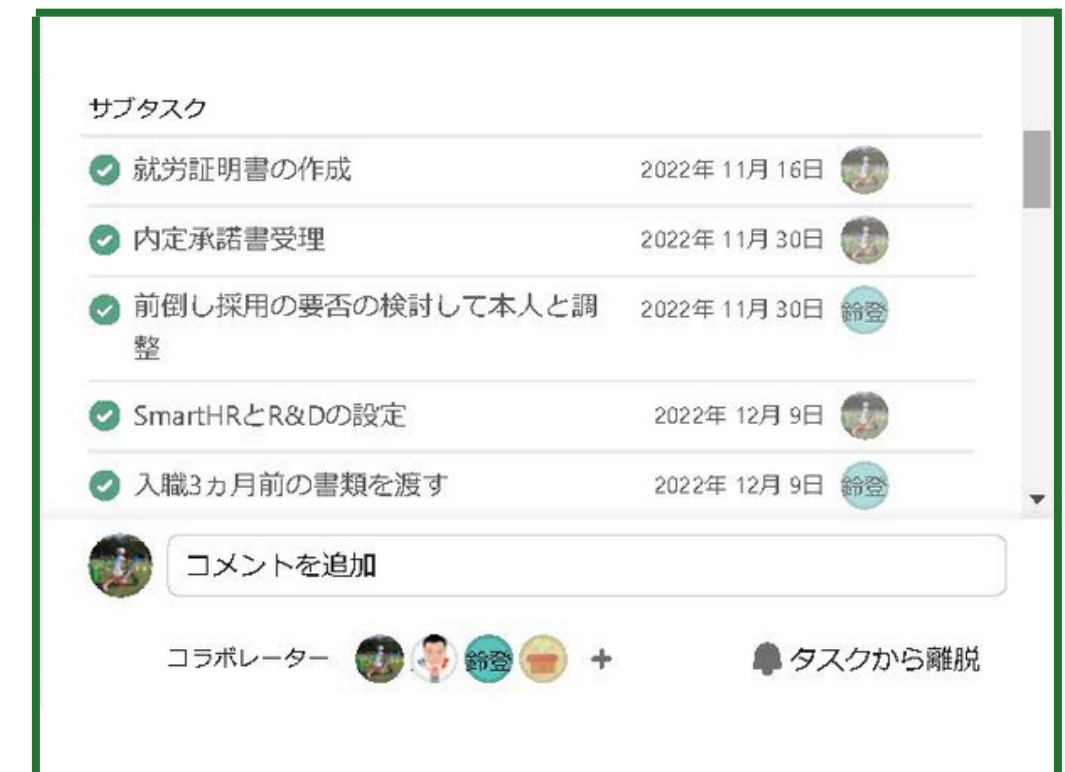 サブタスク
就労証明書の作成 2022年 11月 16日
内定承諾書受理 2022年 11月 30日
前倒し採用の要否の検討して本人と調 2022年 11月 30日 鈴登
整
SmartHRとR&Dの設定 2022年 12月 9日
入職3ヵ月前の書類を渡す 2022年 12月 9日 鈴登
コメントを追加
コラボレーター 鈴登 + タスクから離脱